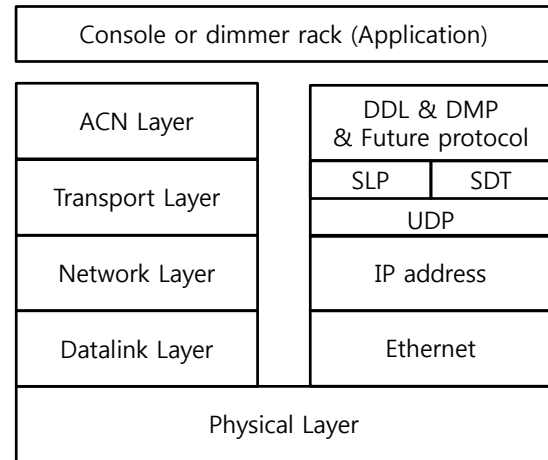 Console or dimmer rack (Application)
ACN Layer
DDL & DMP
& Future protocol
Transport Layer
SLP
SDT
UDP
Network Layer
IP address
Datalink Layer
Ethernet
Physical Layer